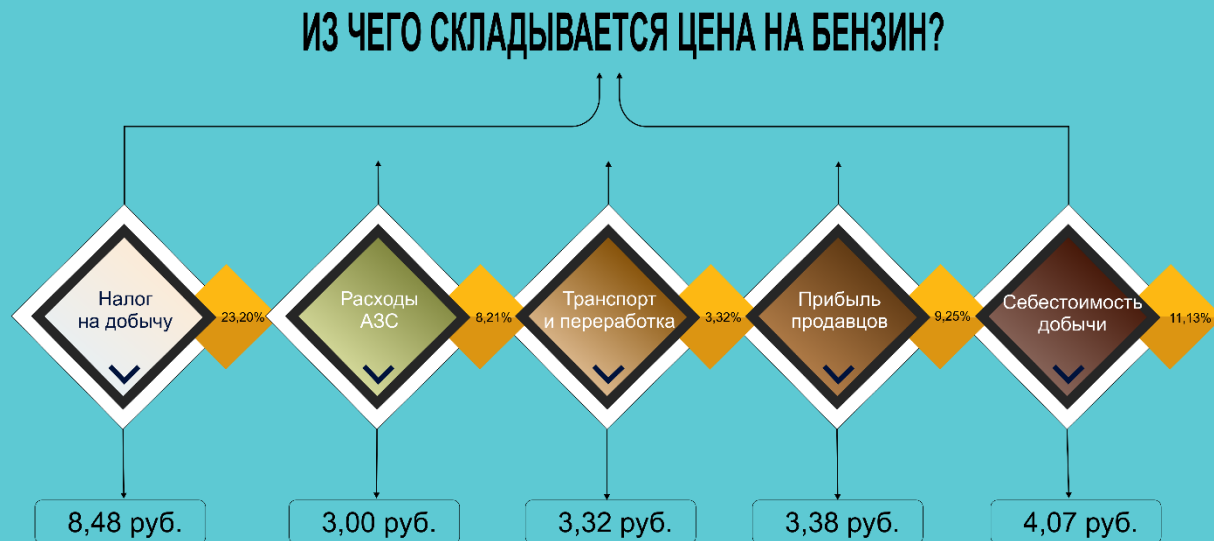 ИЗ ЧЕГО СКЛАДЫВАЕТСЯ ЦЕНА НА БЕНЗИН?
Налог
на добычу
23,20%
Расходы
АЗС
8,21%
Транспорт
и переработка
3,32%
Прибыль
продавцов
9,25%
Себестоимость
добычи
11,13%
8,48 руб.
3,00 руб.
3,32 руб.
3,38 руб.
4,07 руб.